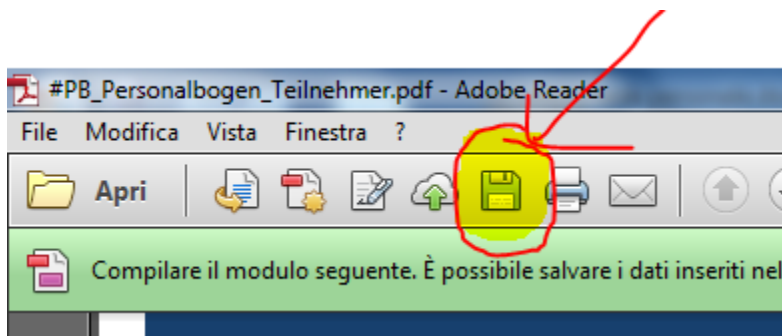 #PB_Personalbogen_Teilnehmer.pdf - Adobe Reader
File Modifica Vista Finestra ?
Apri
Compilare il modulo seguente. È possibile salvare i dati inseriti nel